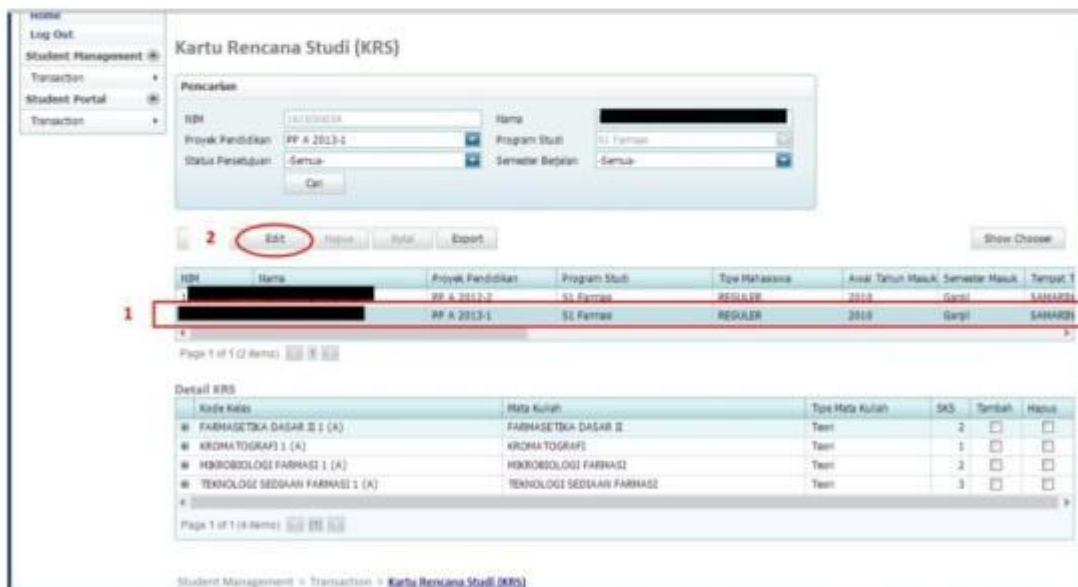 Home
Log Out
Student Management
Transaction
Student Portal
Transaction
Kartu Rencana Studi (KRS)
Pencarian
NIM Nama
Proyek Pendidikan PP A 2013-1 Program Studi S1 Farmasi
Status Persetujuan -Semua- Semester Berjalan -Semua-
Cari
2 Edit Hapus Batal Export Show Chooser
NIM Nama Proyek Pendidikan Program Studi Tipe Mahasiswa Awal Tahun Masuk Semester Masuk Tempat T
PP A 2012-2 S1 Farmasi REGULER 2010 Ganjil SAMARIN
1 PP A 2013-1 S1 Farmasi REGULER 2010 Ganjil SAMARIN
Page 1 of 1 (2 items) 1
Detail KRS
Kode Kelas Mata Kuliah Tipe Mata Kuliah SKS Tambah Hapus
FARMASETIKA DASAR II 1 (A) FARMASETIKA DASAR II Teori 2
KROMATOGRAFI 1 (A) KROMATOGRAFI Teori 1
MIKROBIOLOGI FARMASI 1 (A) MIKROBIOLOGI FARMASI Teori 2
TEKNOLOGI SEDIAAN FARMASI 1 (A) TEKNOLOGI SEDIAAN FARMASI Teori 3
Page 1 of 1 (4 items) [1]
Student Management > Transaction > Kartu Rencana Studi (KRS)